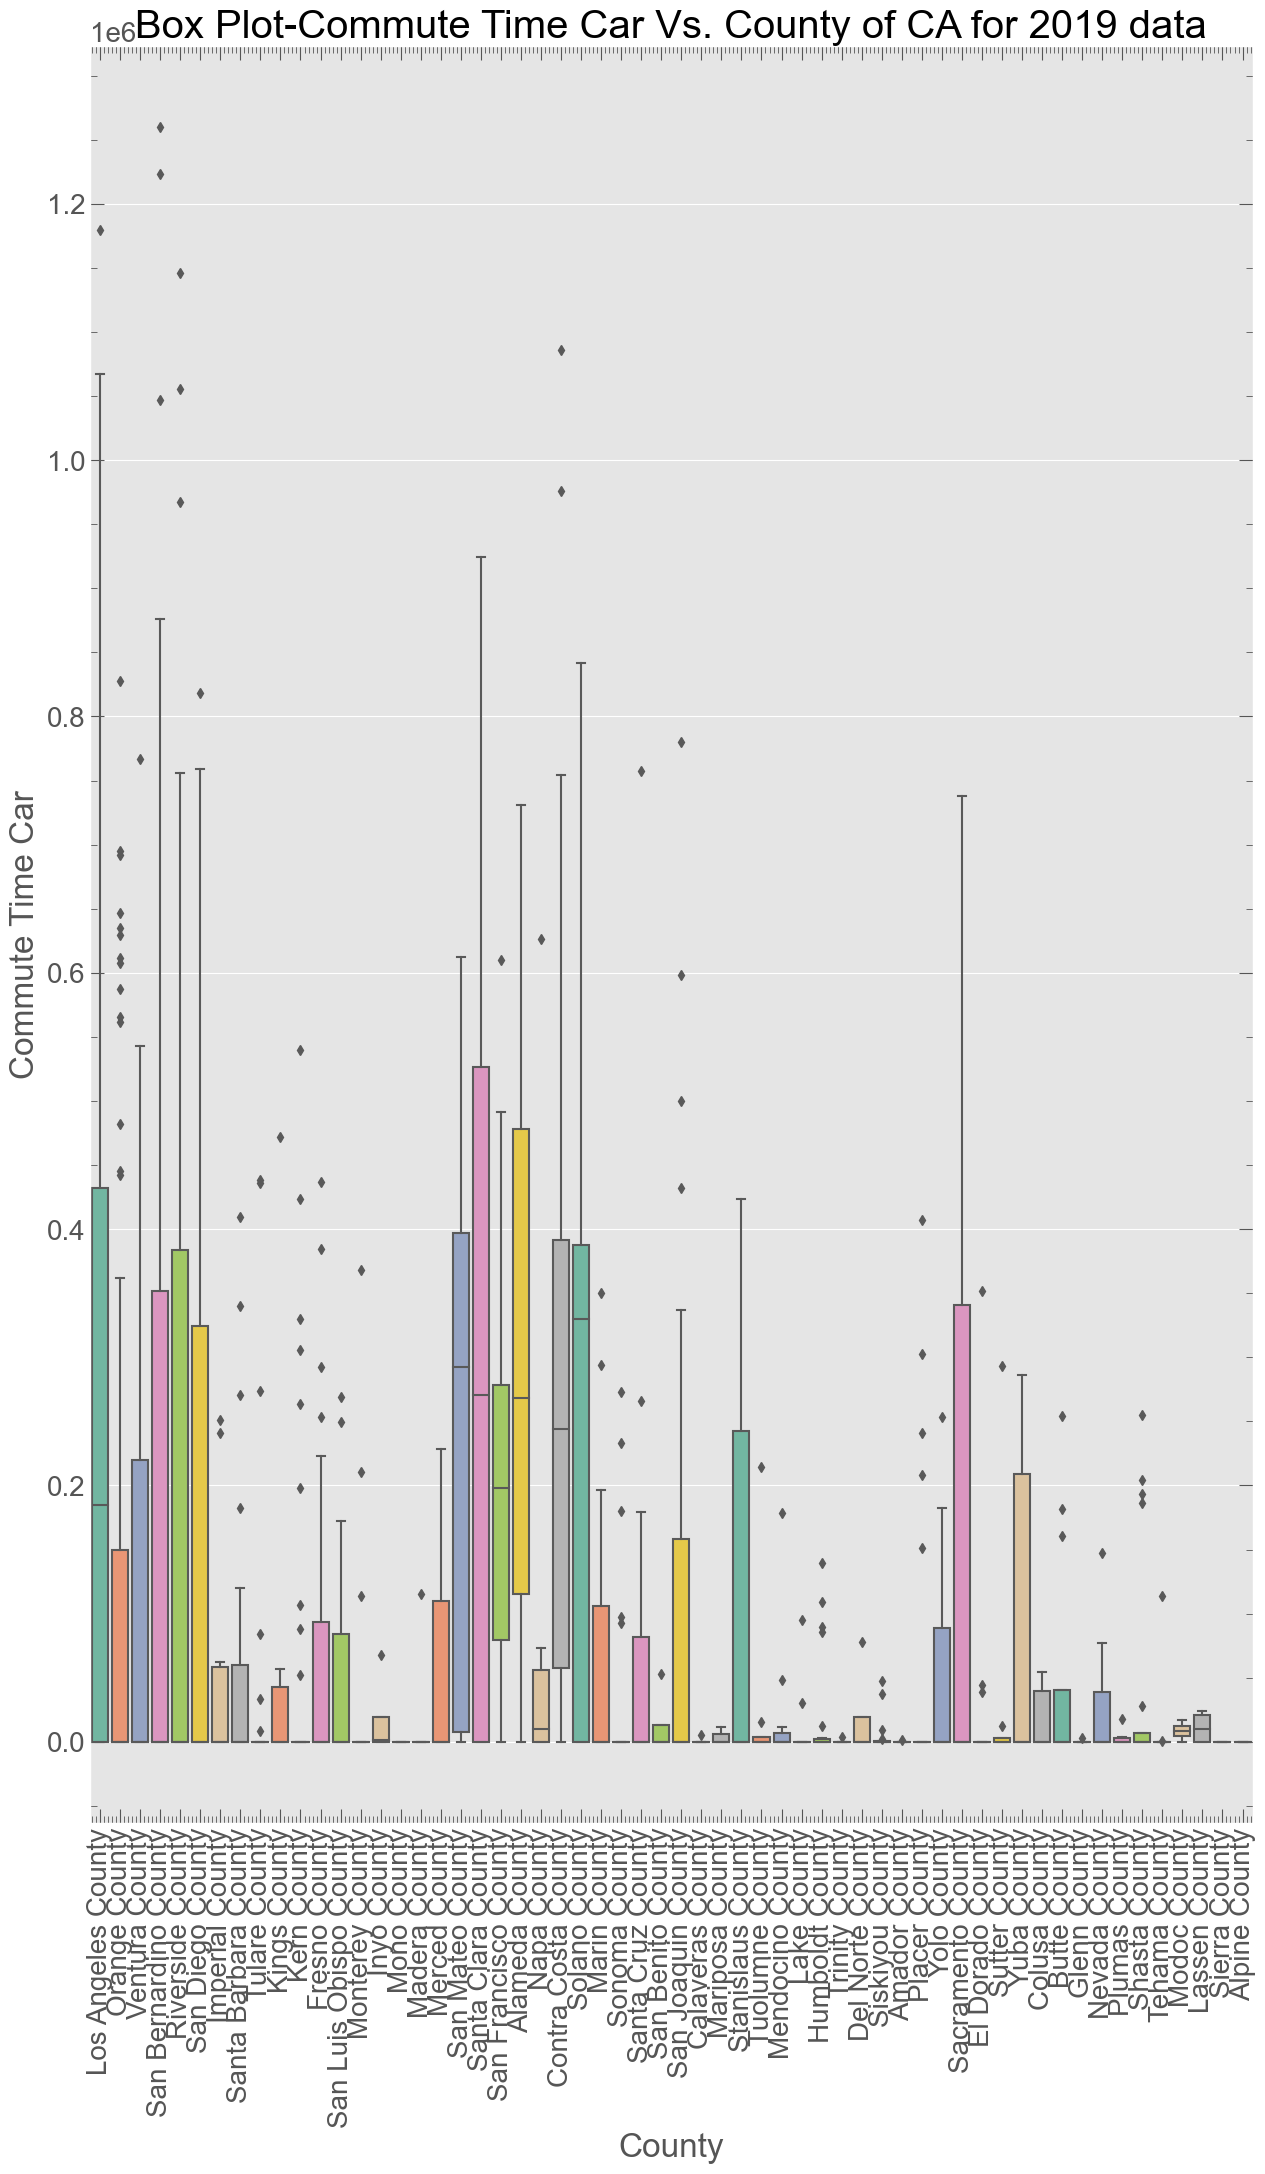 1e6
Box Plot-Commute Time Car Vs. County of CA for 2019 data
1.2
1.0
0.8
0.6
0.4
0.2
0.0
Commute Time Car
Los Angeles County
Orange County
Ventura County
San Bernardino County
Riverside County
San Diego County
Imperial County
Santa Barbara County
Tulare County
Kings County
Kern County
Fresno County
San Luis Obispo County
Monterey County
Inyo County
Mono County
Madera County
Merced County
San Mateo County
Santa Clara County
San Francisco County
Alameda County
Napa County
Contra Costa County
Solano County
Marin County
Sonoma County
Santa Cruz County
San Benito County
San Joaquin County
Calaveras County
Mariposa County
Stanislaus County
Tuolumne County
Mendocino County
Lake County
Humboldt County
Trinity County
Del Norte County
Siskiyou County
Amador County
Placer County
Yolo County
Sacramento County
El Dorado County
Sutter County
Yuba County
Colusa County
Butte County
Glenn County
Nevada County
Plumas County
Shasta County
Tehama County
Modoc County
Lassen County
Sierra County
Alpine County
County